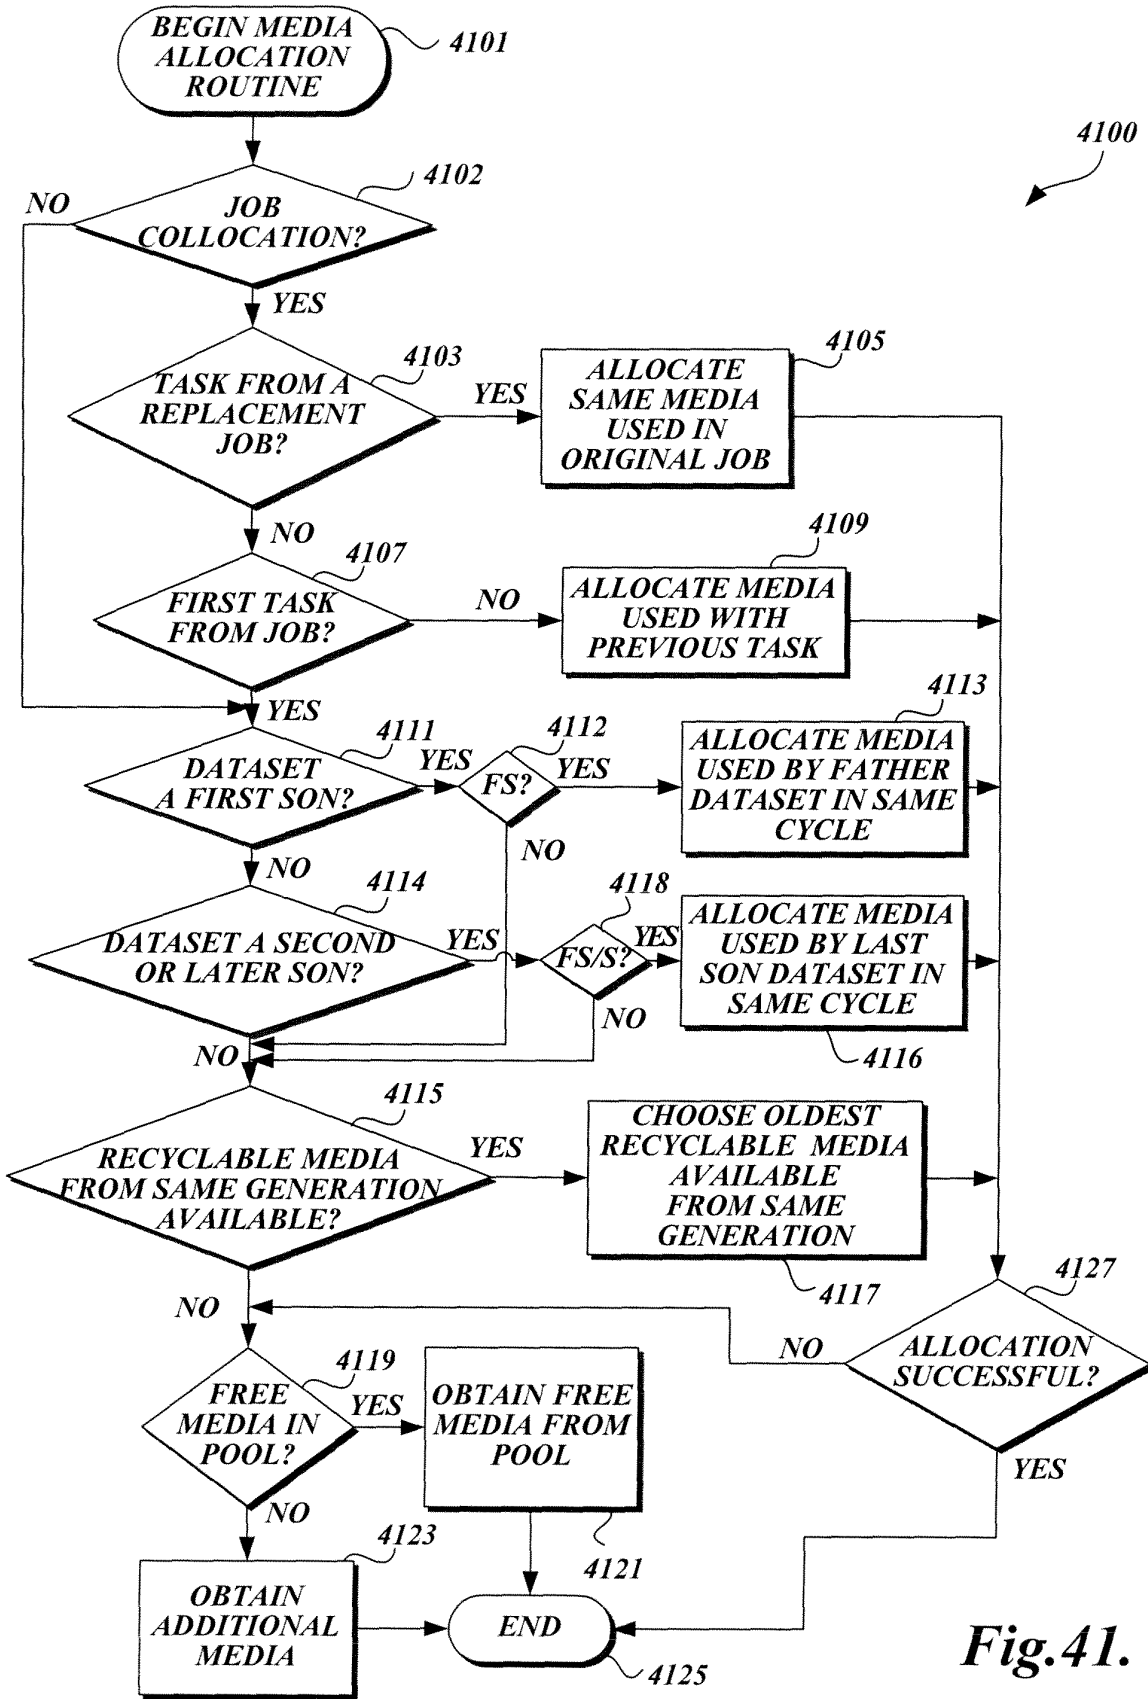 BEGIN MEDIA
ALLOCATION
ROUTINE
4101
4100
4102
NO
JOB
COLLOCATION?
YES
4103
TASK FROM A
REPLACEMENT
JOB?
YES
4105
ALLOCATE
SAME MEDIA
USED IN
ORIGINAL JOB
NO
4107
FIRST TASK
FROM JOB?
NO
4109
ALLOCATE MEDIA
USED WITH
PREVIOUS TASK
YES
4111
DATASET
A FIRST SON?
YES
4112
FS?
YES
4113
ALLOCATE MEDIA
USED BY FATHER
DATASET IN SAME
CYCLE
NO
NO
4114
DATASET A SECOND
OR LATER SON?
YES
4118
FS/S?
YES
ALLOCATE MEDIA
USED BY LAST
SON DATASET IN
SAME CYCLE
4116
NO
NO
4115
RECYCLABLE MEDIA
FROM SAME GENERATION
AVAILABLE?
YES
CHOOSE OLDEST
RECYCLABLE MEDIA
AVAILABLE
FROM SAME
GENERATION
4117
NO
4127
ALLOCATION
SUCCESSFUL?
NO
YES
4119
FREE
MEDIA IN
POOL?
YES
OBTAIN FREE
MEDIA FROM
POOL
4121
NO
4123
OBTAIN
ADDITIONAL
MEDIA
END
4125
Fig.41.